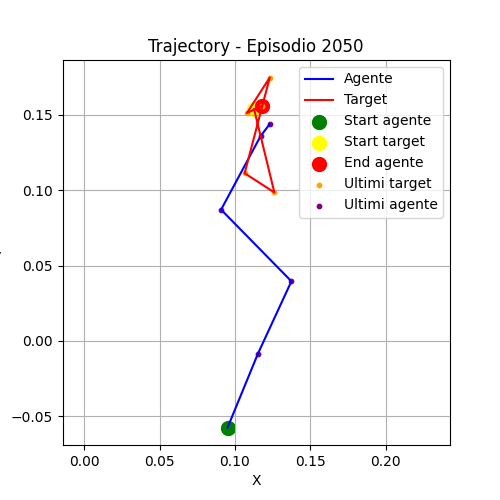 Trajectory - Episodio 2050
Agente
Target
Start agente
Start target
End agente
Ultimi target
Ultimi agente
0.15
0.10
0.05
0.00
−0.05
0.00 0.05 0.10 0.15 0.20
X